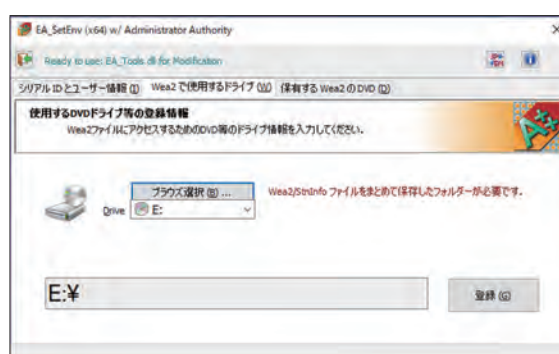 EA_SetEnv (x64) w/ Administrator Authority
Ready to use: EA_Tools.dll for Modification
シリアル IDとユーザー情報 (I)
Wea2で使用するドライブ (W)
保有する Wea2 のDVD (D)
使用するDVDドライブ等の登録情報
Wea2ファイルにアクセスするためのDVD等のドライブ情報を入力してください。
ブラウズ選択 (B) ...
Wea2/StnInfo ファイルをまとめて保存したフォルダーが必要です。
Drive
E:
E:¥
登録 (G)